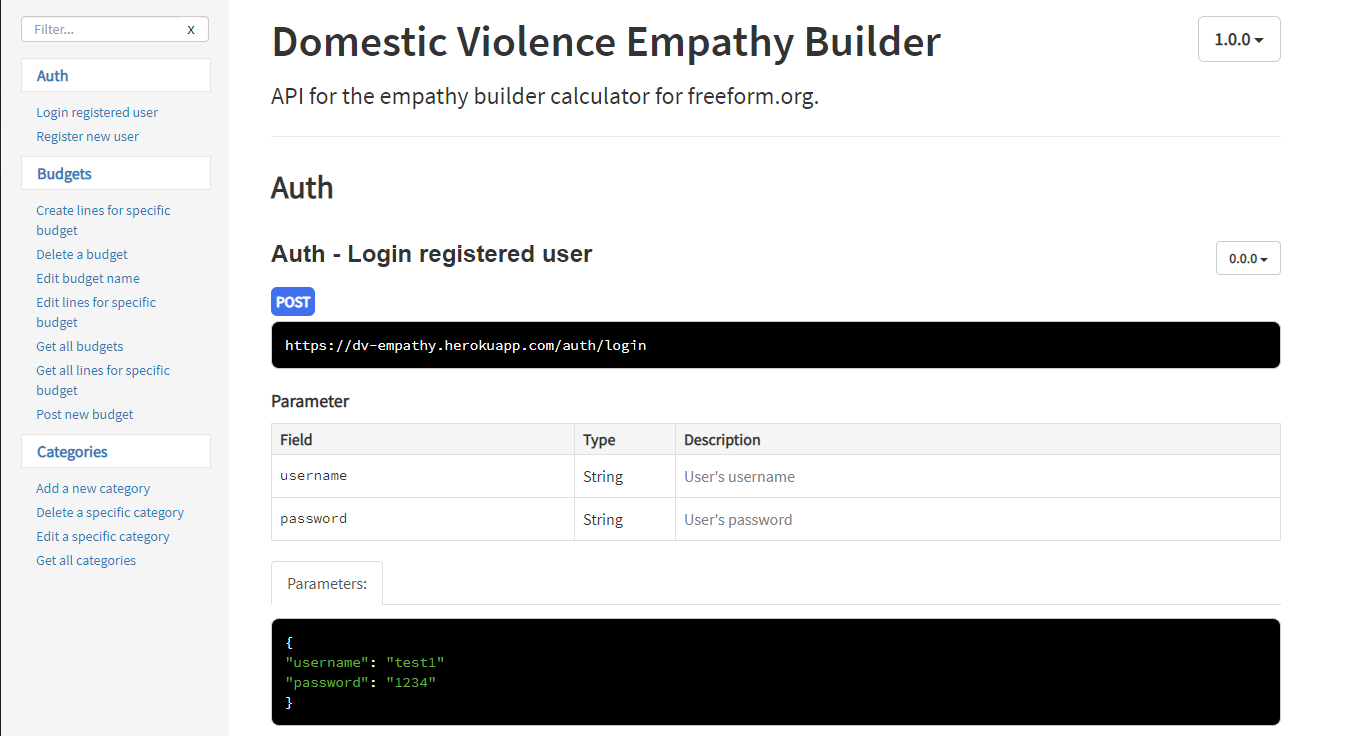 Filter... x
Auth
Login registered user
Register new user
Budgets
Create lines for specific
budget
Delete a budget
Edit budget name
Edit lines for specific
budget
Get all budgets
Get all lines for specific
budget
Post new budget
Categories
Add a new category
Delete a specific category
Edit a specific category
Get all categories
Domestic Violence Empathy Builder
1.0.0
API for the empathy builder calculator for freeform.org.
Auth
Auth - Login registered user
0.0.0
POST
https://dv-empathy.herokuapp.com/auth/login
Parameter
Field Type Description
username String User's username
password String User's password
Parameters:
{
"username": "test1"
"password": "1234"
}